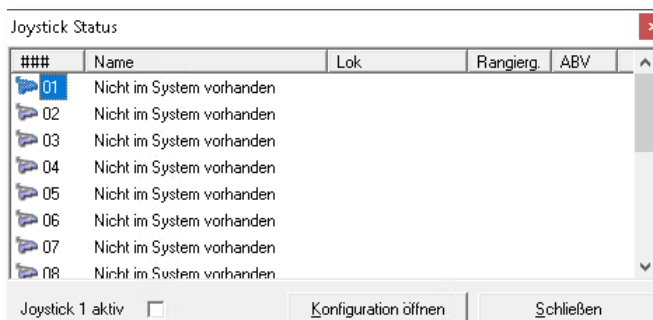 Joystick Status
### Name Lok Rangierg. ABV
01 Nicht im System vorhanden
02 Nicht im System vorhanden
03 Nicht im System vorhanden
04 Nicht im System vorhanden
05 Nicht im System vorhanden
06 Nicht im System vorhanden
07 Nicht im System vorhanden
08 Nicht im System vorhanden
Joystick 1 aktiv Konfiguration öffnen Schließen